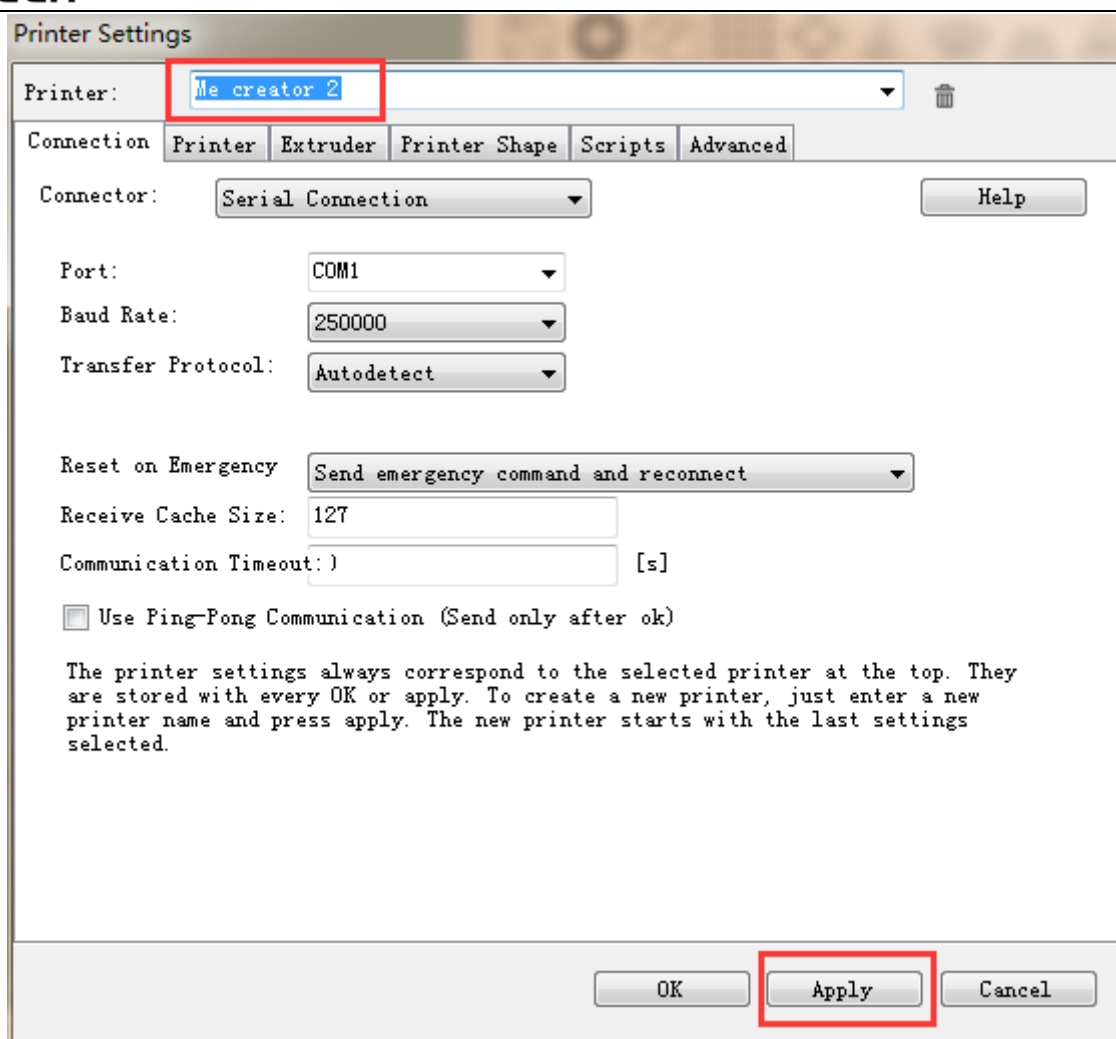 Printer Settings
Printer: Me creator 2
Connection Printer Extruder Printer Shape Scripts Advanced
Connector: Serial Connection Help
Port: COM1
Baud Rate: 250000
Transfer Protocol: Autodetect
Reset on Emergency Send emergency command and reconnect
Receive Cache Size: 127
Communication Timeout: ) [s]
Use Ping-Pong Communication (Send only after ok)
The printer settings always correspond to the selected printer at the top. They
are stored with every OK or apply. To create a new printer, just enter a new
printer name and press apply. The new printer starts with the last settings
selected.
OK Apply Cancel